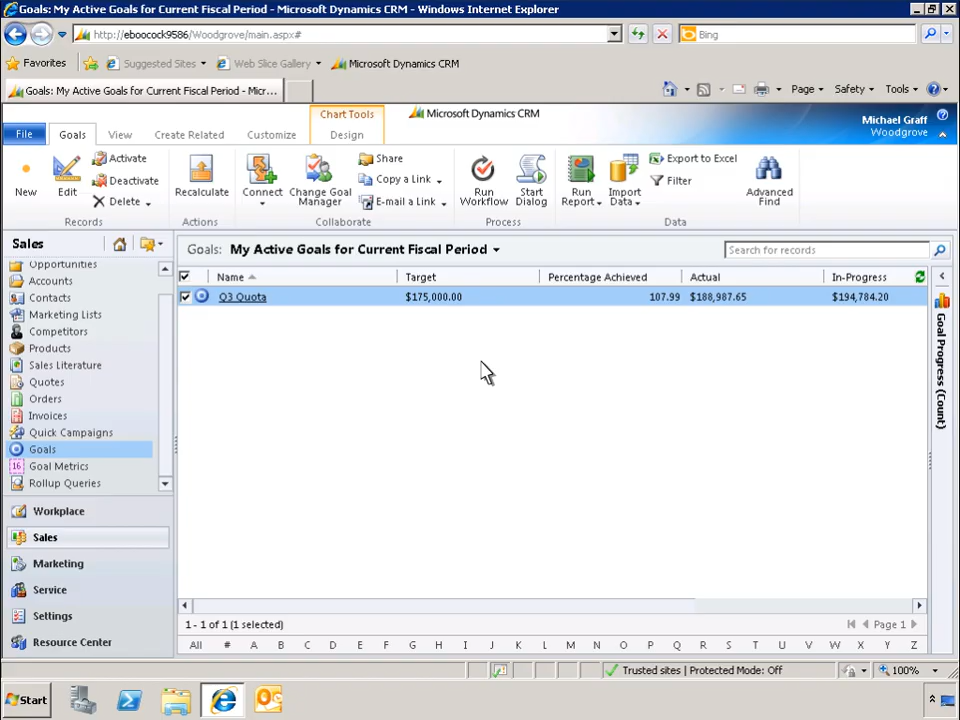 Goals: My Active Goals for Current Fiscal Period - Microsoft Dynamics CRM - Windows Internet Explorer
http://eboocock9586/Woodgrove/main.aspx#
Bing
Favorites
Suggested Sites
Web Slice Gallery
Microsoft Dynamics CRM
Goals: My Active Goals for Current Fiscal Period - Micr...
Page
Safety
Tools
Chart Tools
Microsoft Dynamics CRM
Michael Graff
Woodgrove
File
Goals
View
Create Related
Customize
Design
New
Edit
Activate
Deactivate
Delete
Records
Recalculate
Actions
Connect
Change Goal Manager
Share
Copy a Link
E-mail a Link
Collaborate
Run Workflow
Start Dialog
Process
Run Report
Import Data
Export to Excel
Filter
Advanced Find
Data
Sales
Goals: My Active Goals for Current Fiscal Period
Search for records
Opportunities
Accounts
Contacts
Marketing Lists
Competitors
Products
Sales Literature
Quotes
Orders
Invoices
Quick Campaigns
Goals
16 Goal Metrics
Rollup Queries
Workplace
Sales
Marketing
Service
Settings
Resource Center
Name Target Percentage Achieved Actual In-Progress
Q3 Quota $175,000.00 107.99 $188,987.65 $194,784.20
Goal Progress (Count)
1 - 1 of 1 (1 selected)
Page 1
All # A B C D E F G H I J K L M N O P Q R S T U V W X Y Z
Trusted sites | Protected Mode: Off
100%
Start